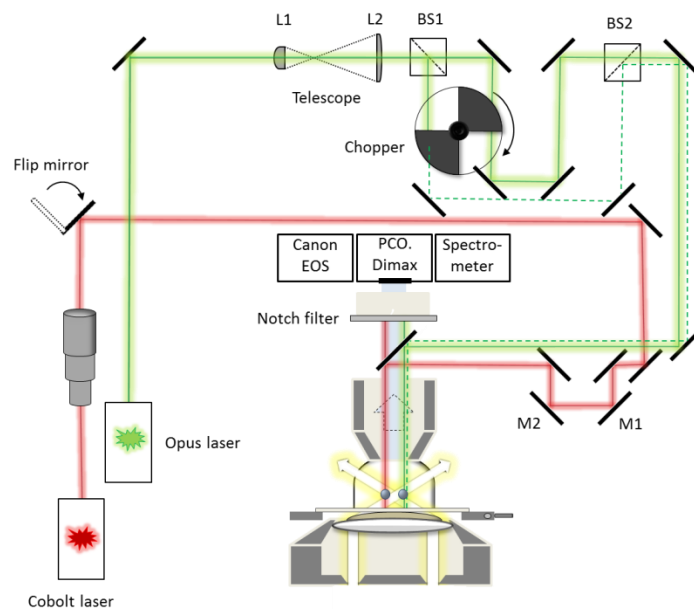 L1
L2
BS1
BS2
Telescope
Chopper
Flip mirror
Canon
EOS
PCO.
Dimax
Spectro-
meter
Notch filter
M2
M1
Opus laser
Cobolt laser